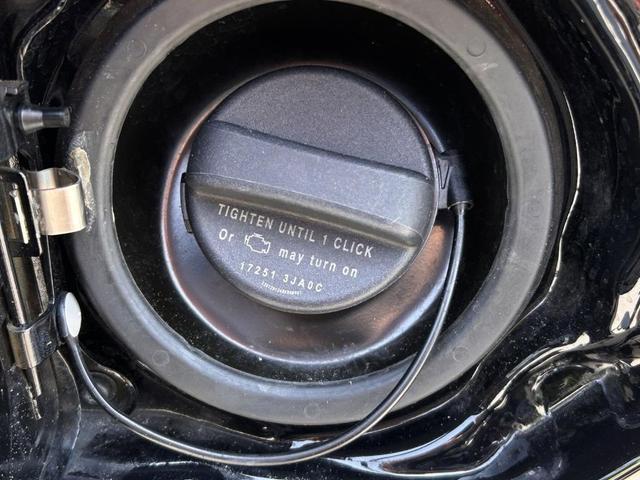 TIGHTEN UNTIL 1 CLICK
Or may turn on
17251 3JA0C